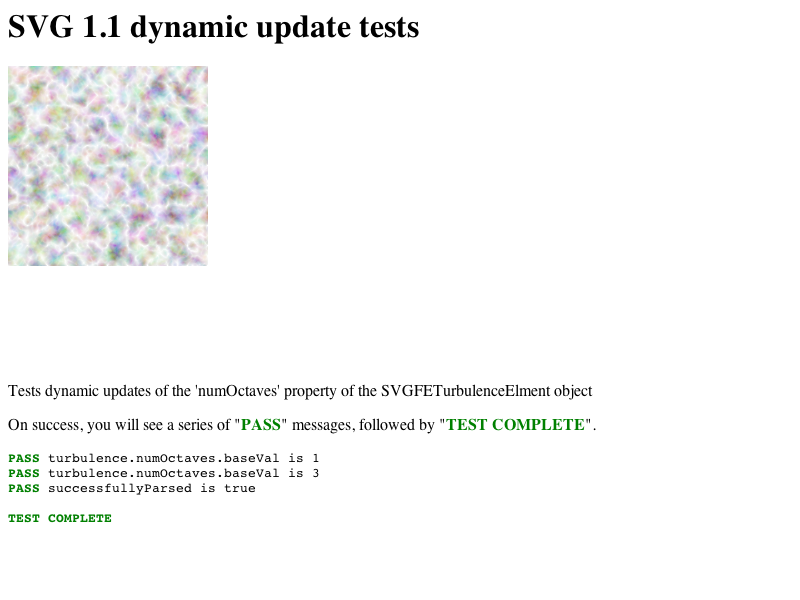 SVG 1.1 dynamic update tests
Tests dynamic updates of the 'numOctaves' property of the SVGFETurbulenceElment object
On success, you will see a series of "PASS" messages, followed by "TEST COMPLETE".
PASS turbulence.numOctaves.baseVal is 1
PASS turbulence.numOctaves.baseVal is 3
PASS successfullyParsed is true
TEST COMPLETE